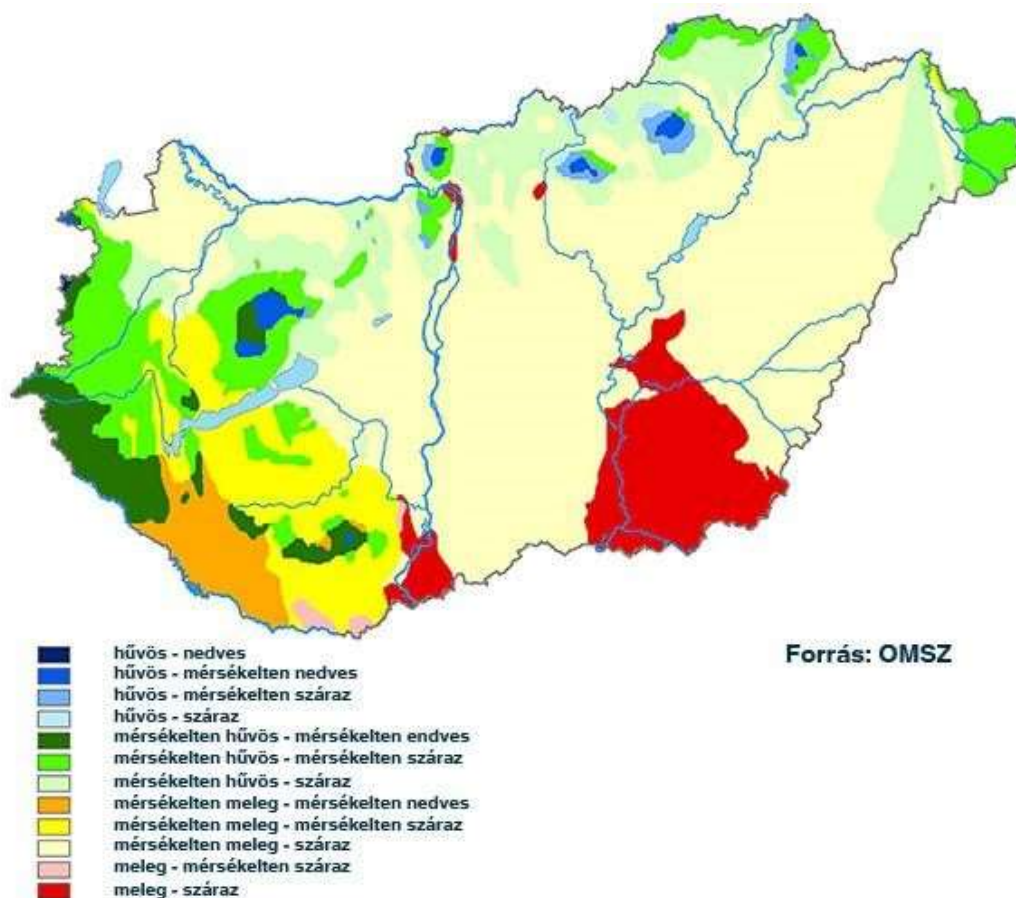 hűvös - nedves
hűvös - mérsékelten nedves
hűvös - mérsékelten száraz
hűvös - száraz
mérsékelten hűvös - mérsékelten endves
mérsékelten hűvös - mérsékelten száraz
mérsékelten hűvös - száraz
mérsékelten meleg - mérsékelten nedves
mérsékelten meleg - mérsékelten száraz
mérsékelten meleg - száraz
meleg - mérsékelten száraz
meleg - száraz
Forrás: OMSZ